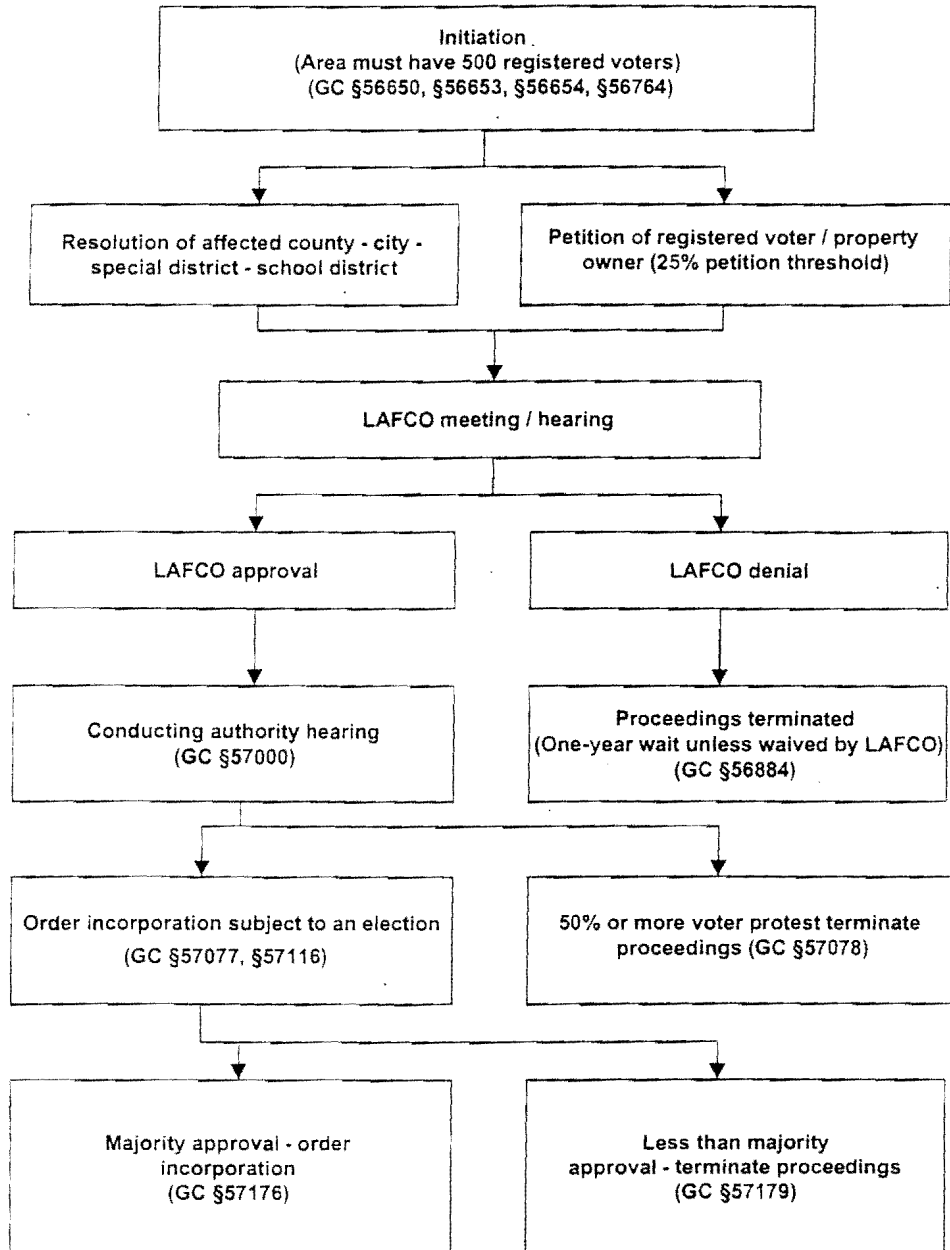 Initiation
(Area must have 500 registered voters)
(GC §56650, §56653, §56654, §56764)
Resolution of affected county - city -
special district - school district
Petition of registered voter / property
owner (25% petition threshold)
LAFCO meeting / hearing
LAFCO approval
LAFCO denial
Conducting authority hearing
(GC §57000)
Proceedings terminated
(One-year wait unless waived by LAFCO)
(GC §56884)
Order incorporation subject to an election
(GC §57077, §57116)
50% or more voter protest terminate
proceedings (GC §57078)
Majority approval - order
incorporation
(GC §57176)
Less than majority
approval - terminate proceedings
(GC §57179)